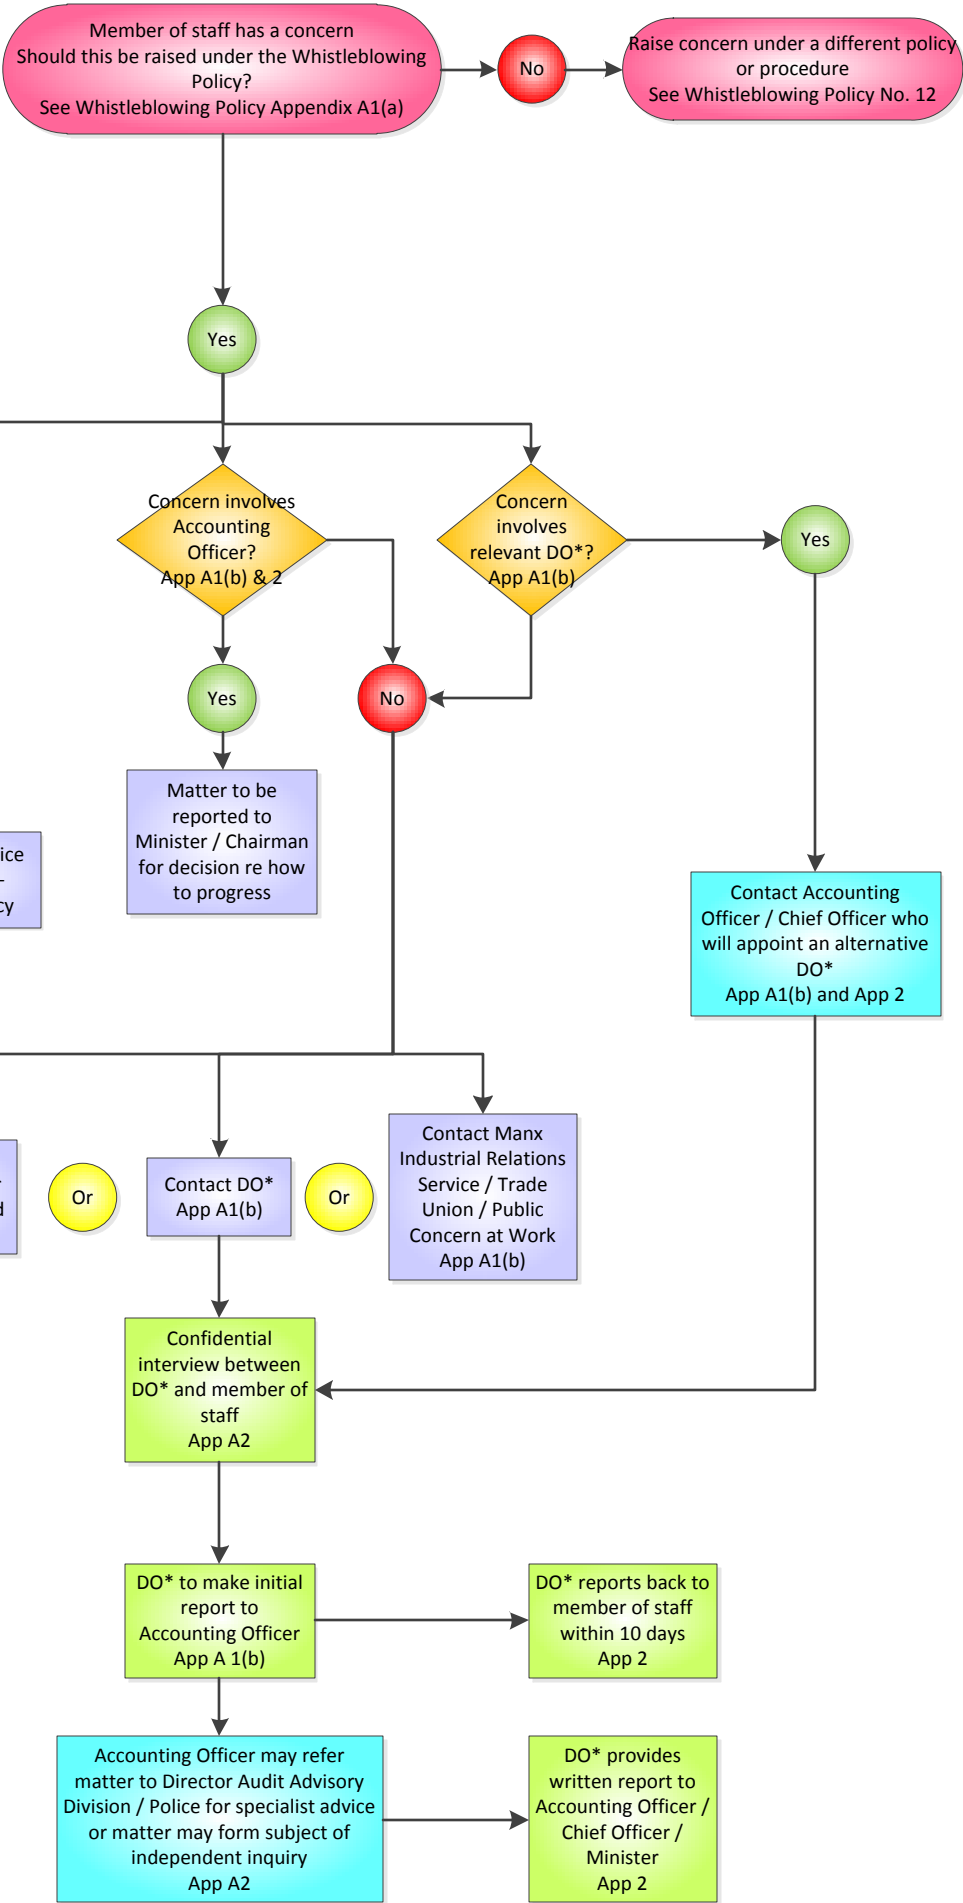 Member of staff has a concern
Should this be raised under the Whistleblowing
Policy?
See Whistleblowing Policy Appendix A1(a)
No
Raise concern under a different policy
or procedure
See Whistleblowing Policy No. 12
Yes
Concern involves
Accounting
Officer?
App A1(b) & 2
Concern
involves
relevant DO*?
App A1(b)
Yes
Yes
No
Matter to be
reported to
Minister / Chairman
for decision re how
to progress
Contact Accounting
Officer / Chief Officer who
will appoint an alternative
DO*
App A1(b) and App 2
Or
Contact DO*
App A1(b)
Or
Contact Manx
Industrial Relations
Service / Trade
Union / Public
Concern at Work
App A1(b)
Confidential
interview between
DO* and member of
staff
App A2
DO* to make initial
report to
Accounting Officer
App A 1(b)
DO* reports back to
member of staff
within 10 days
App 2
Accounting Officer may refer
matter to Director Audit Advisory
Division / Police for specialist advice
or matter may form subject of
independent inquiry
App A2
DO* provides
written report to
Accounting Officer /
Chief Officer /
Minister
App 2